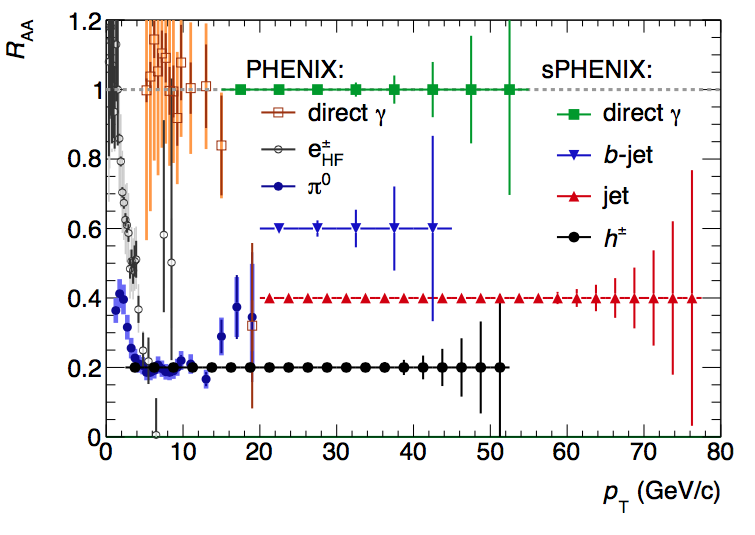 R_AA
1.2
1
0.8
0.6
0.4
0.2
0
PHENIX:
direct γ
e±HF
π⁰
sPHENIX:
direct γ
b-jet
jet
h±
0 10 20 30 40 50 60 70 80
p_T (GeV/c)